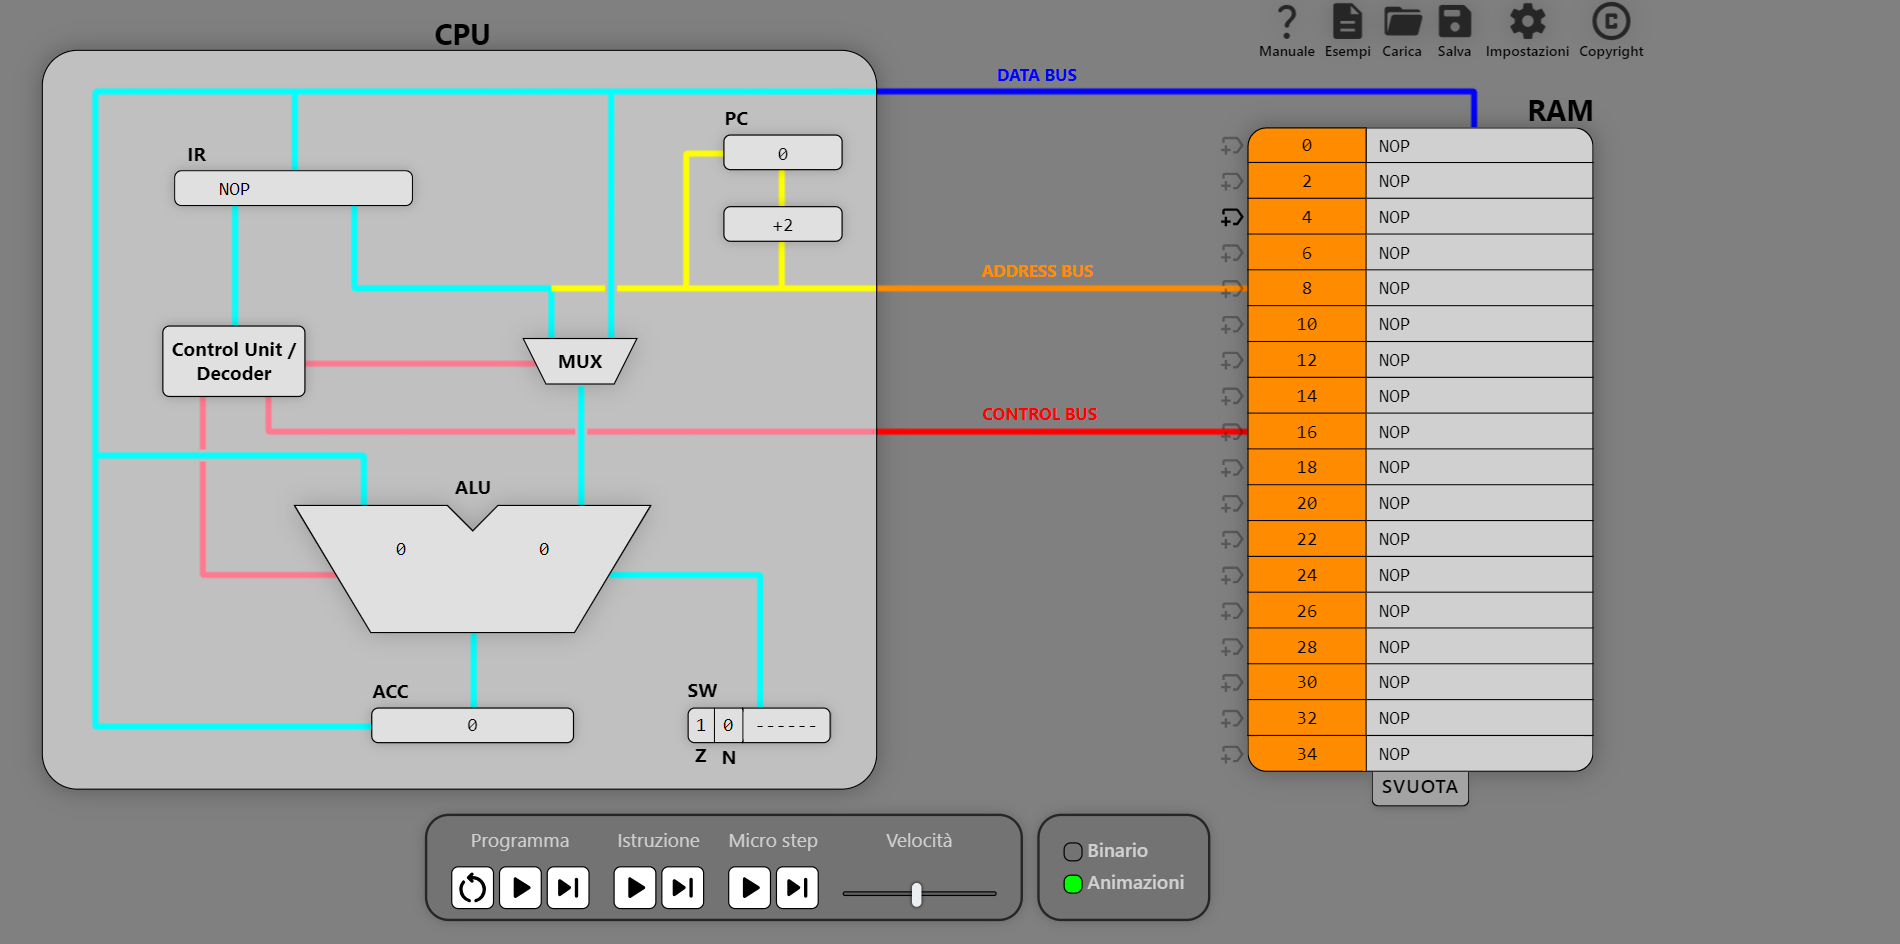 CPU
Manuale Esempi Carica Salva Impostazioni Copyright
DATA BUS
RAM
PC
0
IR
NOP
+2
ADDRESS BUS
Control Unit /
Decoder
MUX
CONTROL BUS
ALU
0 0
ACC
0
SW
1 0 ------
Z N
0 NOP
2 NOP
4 NOP
6 NOP
8 NOP
10 NOP
12 NOP
14 NOP
16 NOP
18 NOP
20 NOP
22 NOP
24 NOP
26 NOP
28 NOP
30 NOP
32 NOP
34 NOP
SVUOTA
Programma Istruzione Micro step Velocità
Binario
Animazioni